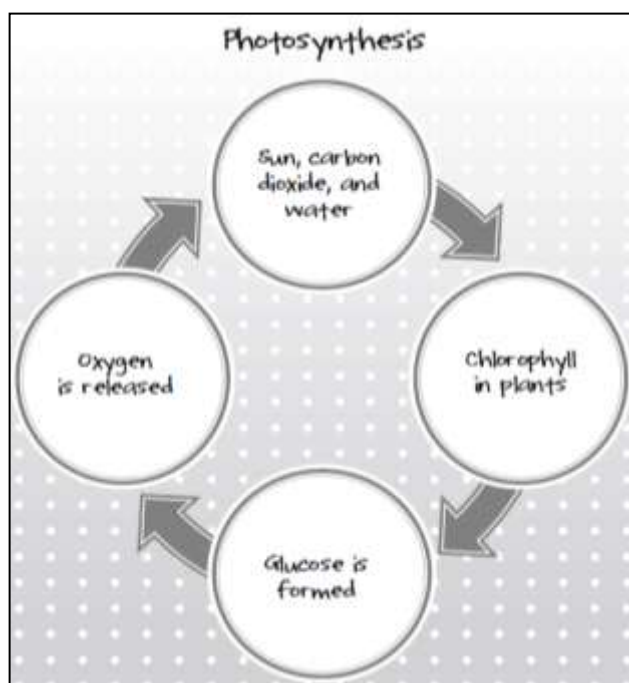 Photosynthesis
Sun, carbon
dioxide, and
water
Chlorophyll
in plants
Glucose is
formed
Oxygen
is released